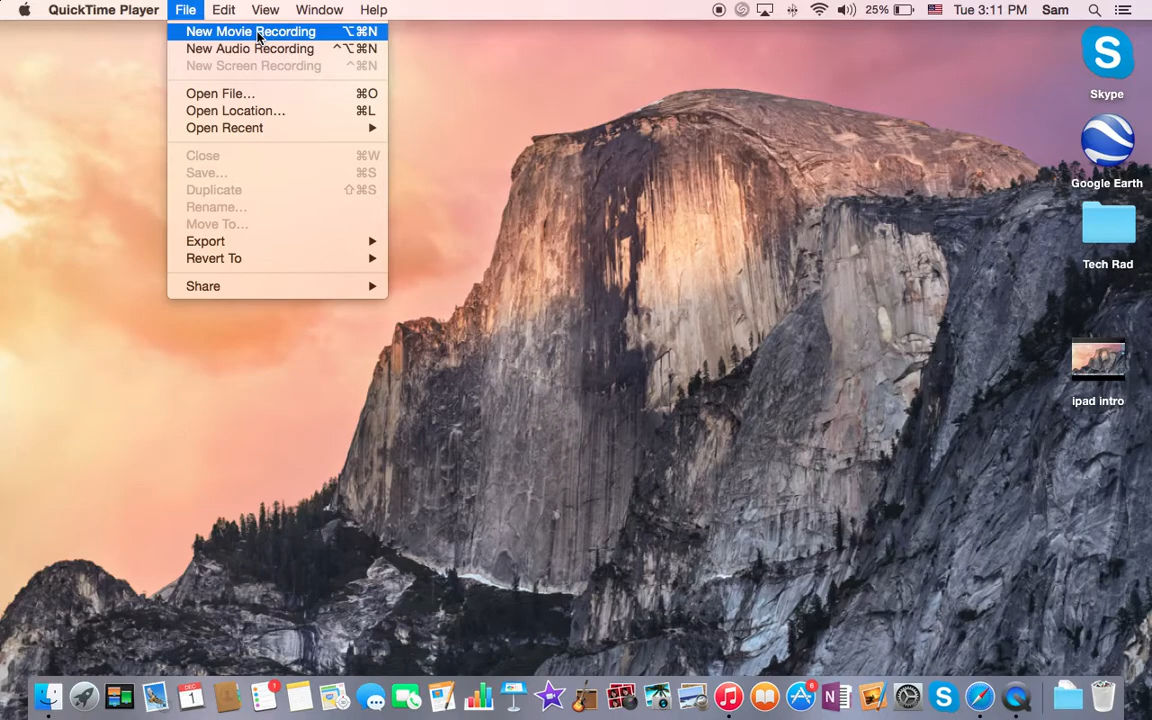 QuickTime Player File Edit View Window Help 25% Tue 3:11 PM Sam
New Movie Recording ⌥⌘N
New Audio Recording ^⌥⌘N
New Screen Recording ^⌘N
Open File... ⌘O
Open Location... ⌘L
Open Recent
Close ⌘W
Save... ⌘S
Duplicate ⇧⌘S
Rename...
Move To...
Export
Revert To
Share
Skype
Google Earth
Tech Rad
ipad intro